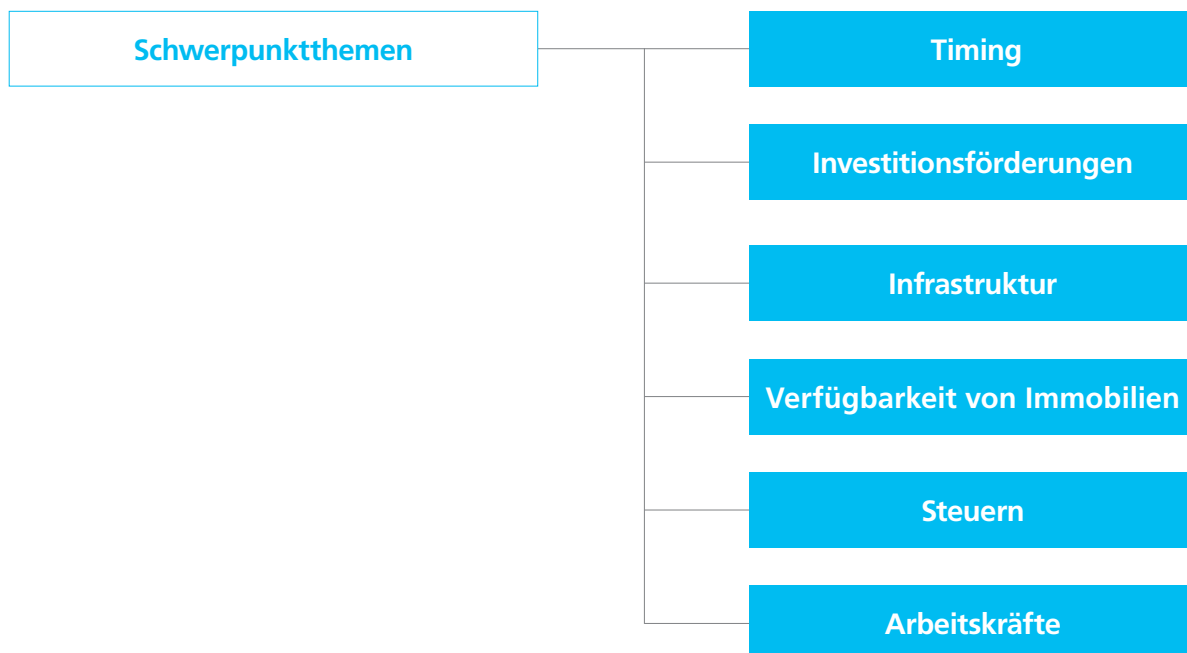 Schwerpunktthemen
Timing
Investitionsförderungen
Infrastruktur
Verfügbarkeit von Immobilien
Steuern
Arbeitskräfte